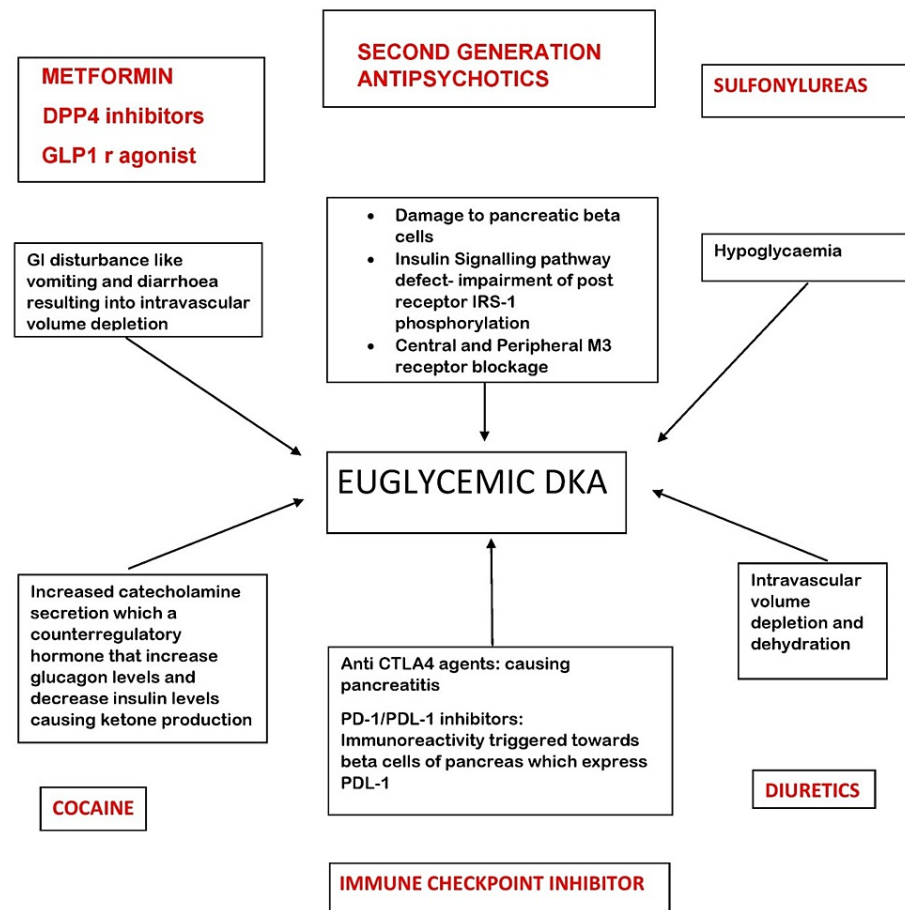 METFORMIN
DPP4 inhibitors
GLP1 r agonist
SECOND GENERATION
ANTIPSYCHOTICS
SULFONYLUREAS
GI disturbance like
vomiting and diarrhoea
resulting into intravascular
volume depletion
• Damage to pancreatic beta
cells
• Insulin Signalling pathway
defect- impairment of post
receptor IRS-1
phosphorylation
• Central and Peripheral M3
receptor blockage
Hypoglycaemia
EUGLYCEMIC DKA
Increased catecholamine
secretion which a
counterregulatory
hormone that increase
glucagon levels and
decrease insulin levels
causing ketone production
Anti CTLA4 agents: causing
pancreatitis
PD-1/PDL-1 inhibitors:
Immunoreactivity triggered towards
beta cells of pancreas which express
PDL-1
Intravascular
volume
depletion and
dehydration
COCAINE
DIURETICS
IMMUNE CHECKPOINT INHIBITOR